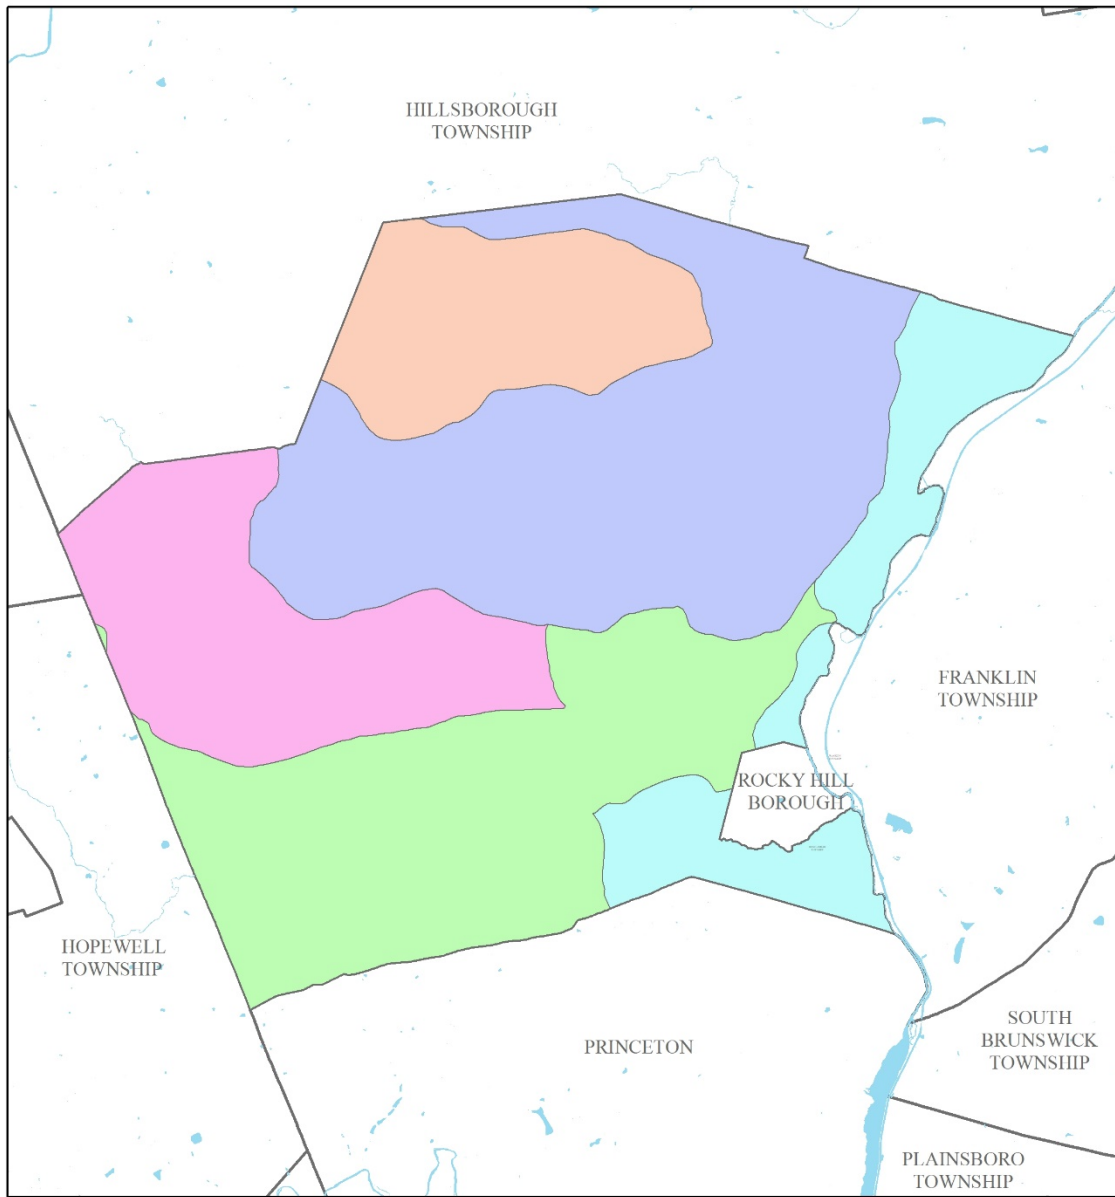 HILLSBOROUGH
TOWNSHIP
FRANKLIN
TOWNSHIP
ROCKY HILL
BOROUGH
HOPEWELL
TOWNSHIP
SOUTH
BRUNSWICK
TOWNSHIP
PRINCETON
PLAINSBORO
TOWNSHIP